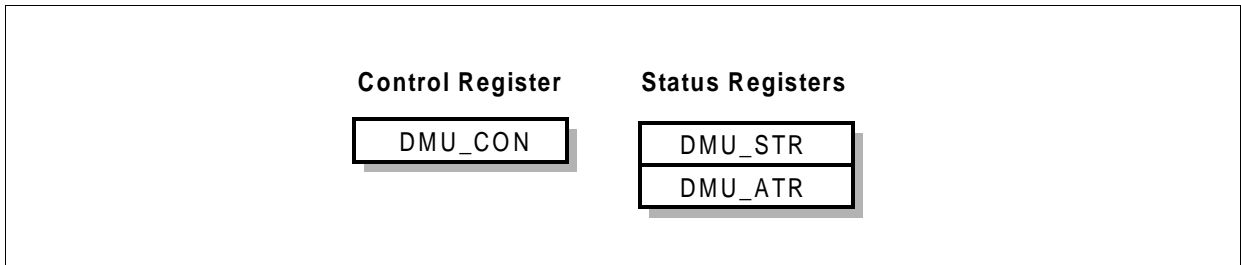 Control Register
DMU_CON
Status Registers
DMU_STR
DMU_ATR